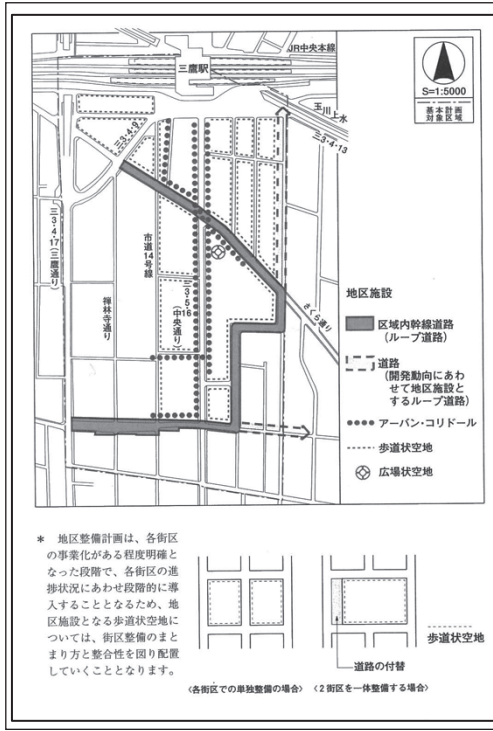 JR中央本線
三鷹駅
S=1:5000
基本計画
対象区域
玉川上水
三・3・4・13
三・3・4・9
三・3・4・17(三鷹通り)
禅林寺通り
市道14号線
三・3・5・16
(中央通り)
さくら通り
地区施設
区域内幹線道路
(ループ道路)
道路
(開発動向にあわ
せて地区施設と
するループ道路)
アーバン・コリドール
歩道状空地
広場状空地
* 地区整備計画は、各街区
の事業化がある程度明確と
なった段階で、各街区の進
捗状況にあわせ段階的に導
入することとなるため、地
区施設となる歩道状空地に
ついては、街区整備のまと
まり方と整合性を図り配置
していくこととなります。
歩道状空地
道路の付替
〈各街区での単独整備の場合〉 〈2街区を一体整備する場合〉